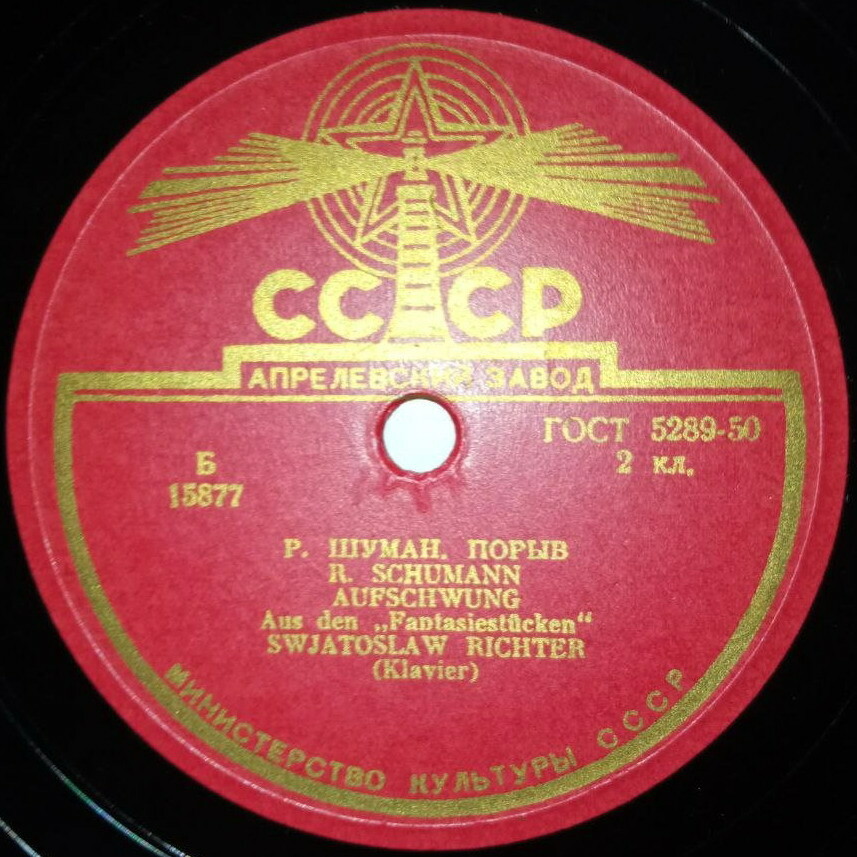 СССР
АПРЕЛЕВСКИЙ ЗАВОД
ГОСТ 5289-50
2 кл.
Б
15877
Р. ШУМАН. ПОРЫВ
R. SCHUMANN
AUFSCHWUNG
Aus den „Fantasiestücken“
SWJATOSLAW RICHTER
(Klavier)
МИНИСТЕРСТВО КУЛЬТУРЫ СССР